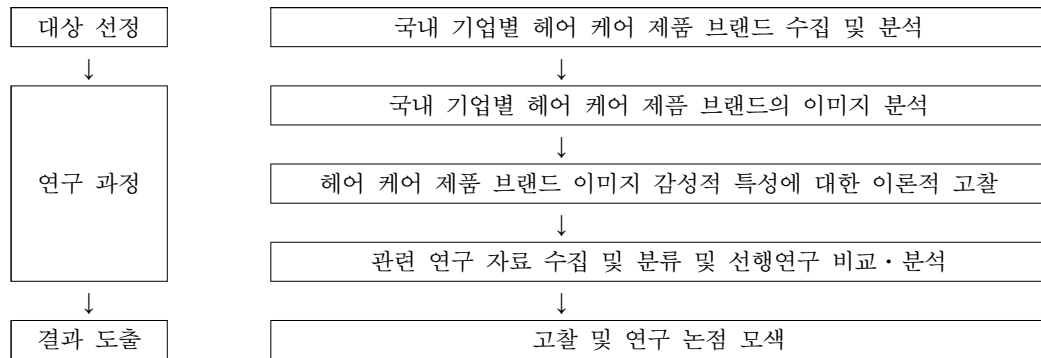 대상 선정
국내 기업별 헤어 케어 제품 브랜드 수집 및 분석
↓ ↓
국내 기업별 헤어 케어 제픔 브랜드의 이미지 분석
↓
연구 과정
헤어 케어 제품 브랜드 이미지 감성적 특성에 대한 이론적 고찰
↓
관련 연구 자료 수집 및 분류 및 선행연구 비교・분석
↓ ↓
결과 도출
고찰 및 연구 논점 모색